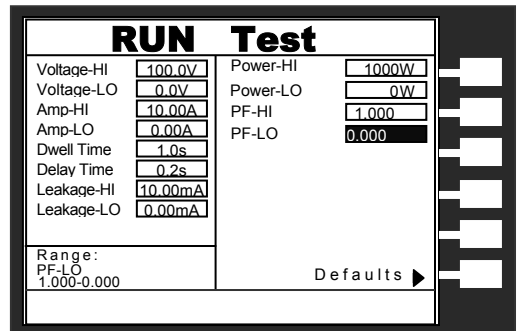 RUN Test
Voltage-HI 100.0V
Voltage-LO 0.0V
Amp-HI 10.00A
Amp-LO 0.00A
Dwell Time 1.0s
Delay Time 0.2s
Leakage-HI 10.00mA
Leakage-LO 0.00mA
Power-HI 1000W
Power-LO 0W
PF-HI 1.000
PF-LO 0.000
Range:
PF-LO
1.000-0.000
Defaults